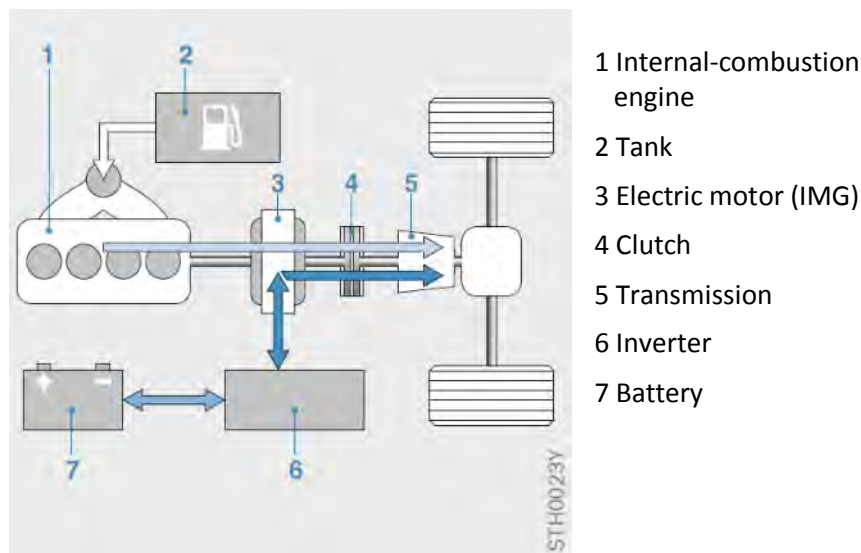 1
2
3
4
5
7
6
STH0023Y
1 Internal-combustion
engine
2 Tank
3 Electric motor (IMG)
4 Clutch
5 Transmission
6 Inverter
7 Battery